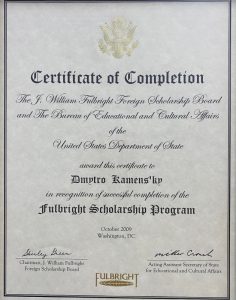 Certificate of Completion
The J. William Fulbright Foreign Scholarship Board
and The Bureau of Educational and Cultural Affairs
of the
United States Department of State
award this certificate to
Dmytro Kamens'ky
in recognition of successful completion of the
Fulbright Scholarship Program
October 2009
Washington, DC
Chairman, J. William Fulbright
Foreign Scholarship Board
Acting Assistant Secretary of State
for Educational and Cultural Affairs
FULBRIGHT